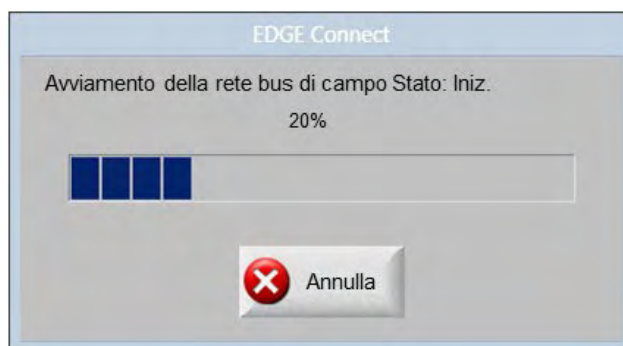 EDGE Connect
Avviamento della rete bus di campo Stato: Iniz.
20%
Annulla